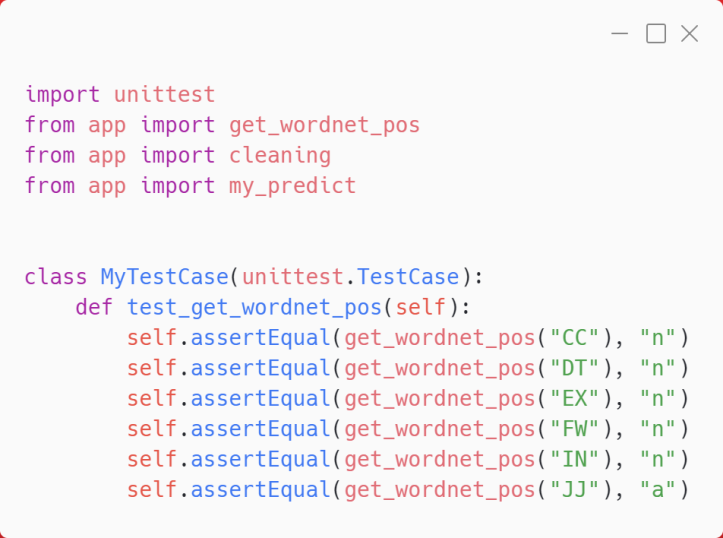 import unittest
from app import get_wordnet_pos
from app import cleaning
from app import my_predict
class MyTestCase(unittest.TestCase):
    def test_get_wordnet_pos(self):
        self.assertEqual(get_wordnet_pos("CC"), "n")
        self.assertEqual(get_wordnet_pos("DT"), "n")
        self.assertEqual(get_wordnet_pos("EX"), "n")
        self.assertEqual(get_wordnet_pos("FW"), "n")
        self.assertEqual(get_wordnet_pos("IN"), "n")
        self.assertEqual(get_wordnet_pos("JJ"), "a")